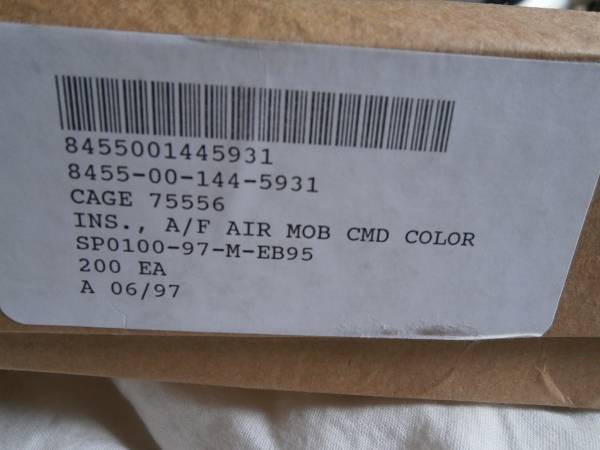 8455001445931
8455-00-144-5931
CAGE 75556
INS., A/F AIR MOB CMD COLOR
SP0100-97-M-EB95
200 EA
A 06/97